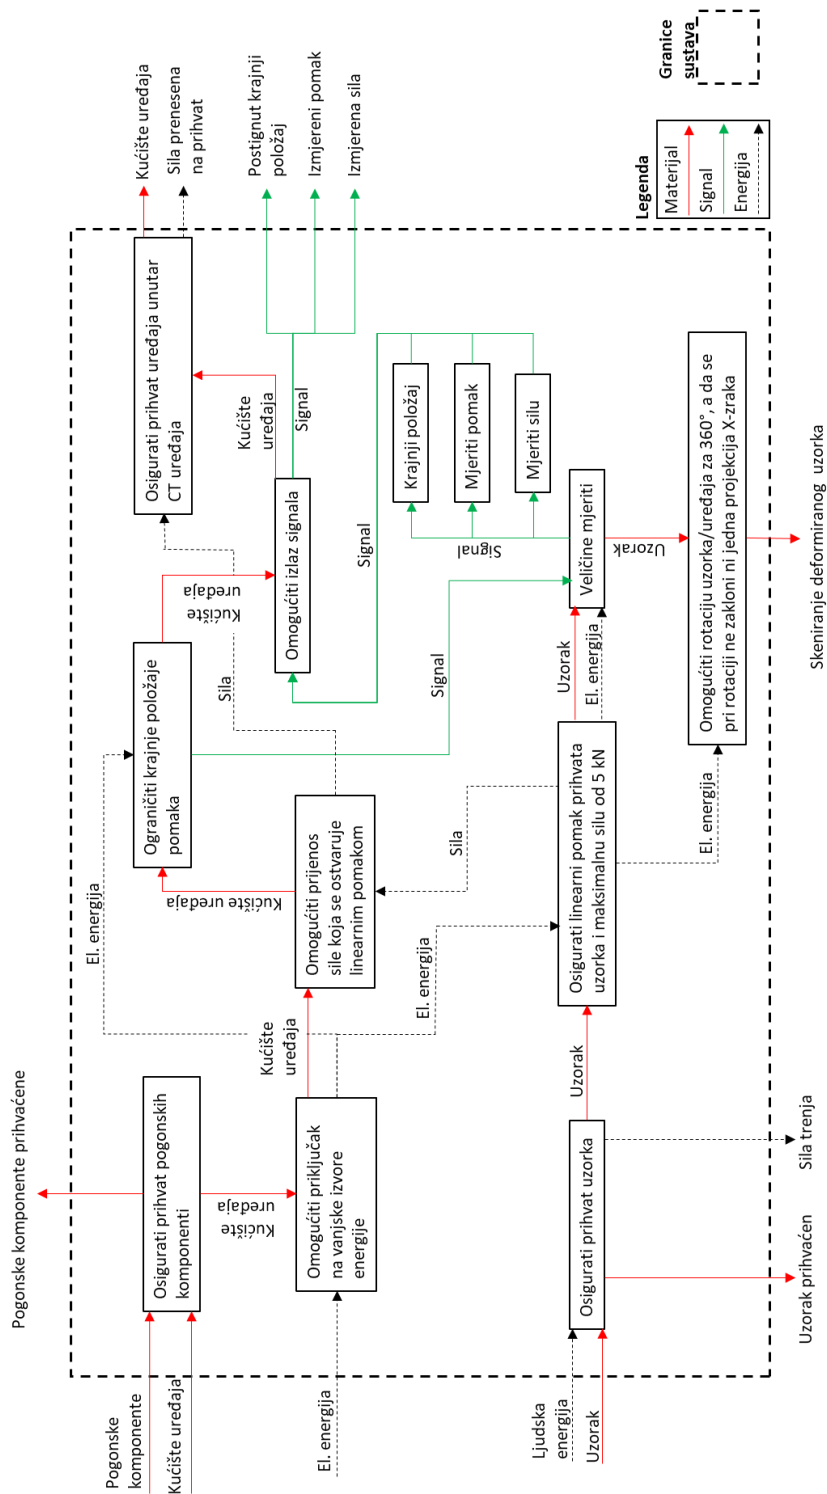 Pogonske komponente prihvaćene
Pogonske
komponente
Kućište uređaja
Osigurati prihvat pogonskih
komponenti
Kućište
uređaja
El. energija
Omogućiti priključak
na vanjske izvore
energije
El. energija
Kućište
uređaja
El. energija
Omogućiti prijenos
sile koja se ostvaruje
linearnim pomakom
Kućište uređaja
Ograničiti krajnje položaje
pomaka
Sila
Kućište
uređaja
Signal
Omogućiti izlaz signala
Kućište
uređaja
Signal
Signal
Osigurati prihvat uređaja unutar
CT uređaja
Kućište uređaja
Sila prenesena
na prihvat
Postignut krajnji
položaj
Izmjereni pomak
Izmjerena sila
Krajnji položaj
Mjeriti pomak
Mjeriti silu
Signal
Ljudska
energija
Uzorak
Osigurati prihvat uzorka
Uzorak
Osigurati linearni pomak prihvata
uzorka i maksimalnu silu od 5 kN
Sila
Uzorak
El. energija
Veličine mjeriti
Uzorak
El. energija
Omogućiti rotaciju uzorka/uređaja za 360°, a da se
pri rotaciji ne zakloni ni jedna projekcija X-zraka
Uzorak prihvaćen
Sila trenja
Skeniranje deformiranog uzorka
Legenda
Materijal
Signal
Energija
Granice
sustava